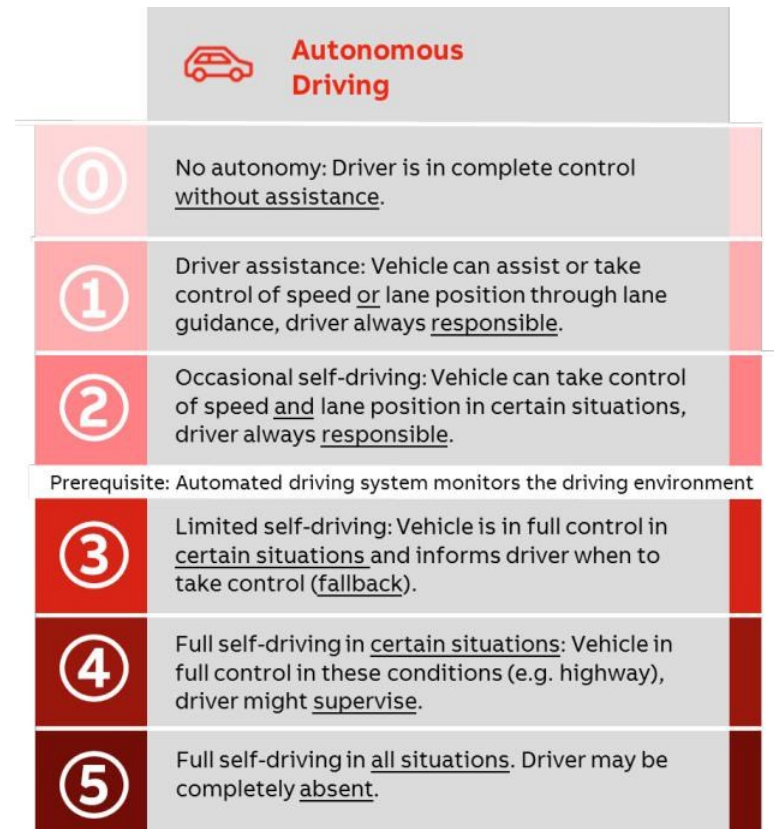 Autonomous
Driving
0
No autonomy: Driver is in complete control
without assistance.
1
Driver assistance: Vehicle can assist or take
control of speed or lane position through lane
guidance, driver always responsible.
2
Occasional self-driving: Vehicle can take control
of speed and lane position in certain situations,
driver always responsible.
Prerequisite: Automated driving system monitors the driving environment
3
Limited self-driving: Vehicle is in full control in
certain situations and informs driver when to
take control (fallback).
4
Full self-driving in certain situations: Vehicle in
full control in these conditions (e.g. highway),
driver might supervise.
5
Full self-driving in all situations. Driver may be
completely absent.